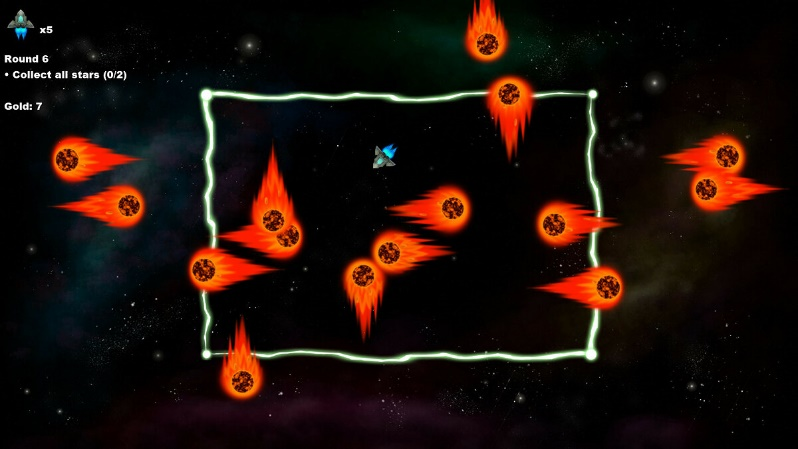 x5
Round 6
• Collect all stars (0/2)
Gold: 7